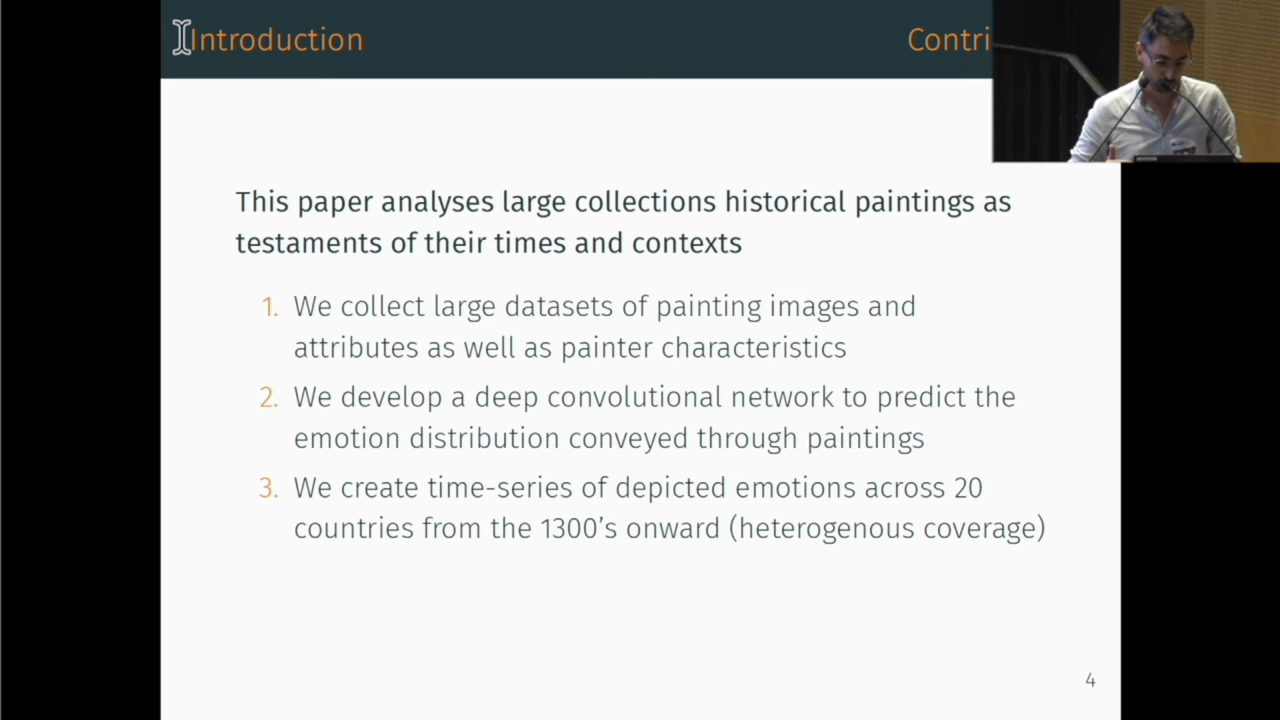 Introduction
Contri
This paper analyses large collections historical paintings as
testaments of their times and contexts
1. We collect large datasets of painting images and
attributes as well as painter characteristics
2. We develop a deep convolutional network to predict the
emotion distribution conveyed through paintings
3. We create time-series of depicted emotions across 20
countries from the 1300's onward (heterogenous coverage)
4